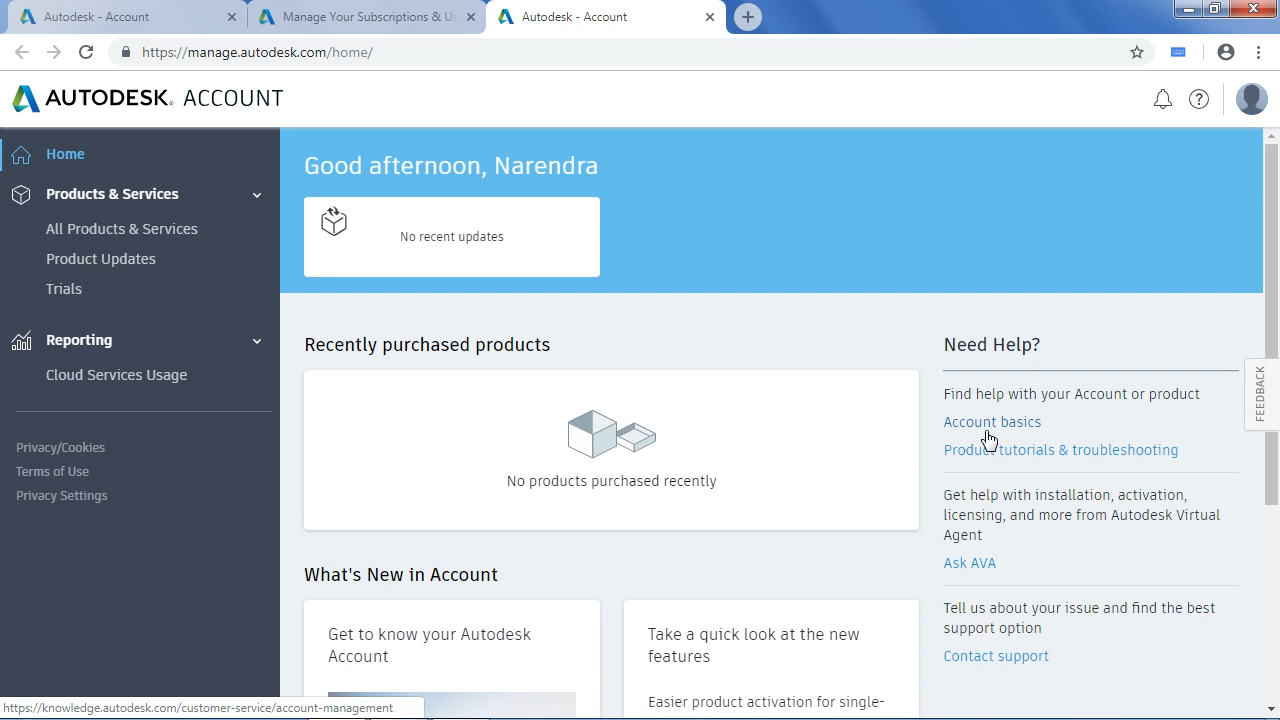 Autodesk - Account
Manage Your Subscriptions & Us
Autodesk - Account
https://manage.autodesk.com/home/
AUTODESK. ACCOUNT
Home
Products & Services
All Products & Services
Product Updates
Trials
Reporting
Cloud Services Usage
Privacy/Cookies
Terms of Use
Privacy Settings
Good afternoon, Narendra
No recent updates
Recently purchased products
No products purchased recently
What's New in Account
Get to know your Autodesk
Account
Take a quick look at the new
features
Easier product activation for single-
Need Help?
Find help with your Account or product
Account basics
Product tutorials & troubleshooting
Get help with installation, activation,
licensing, and more from Autodesk Virtual
Agent
Ask AVA
Tell us about your issue and find the best
support option
Contact support
FEEDBACK
https://knowledge.autodesk.com/customer-service/account-management